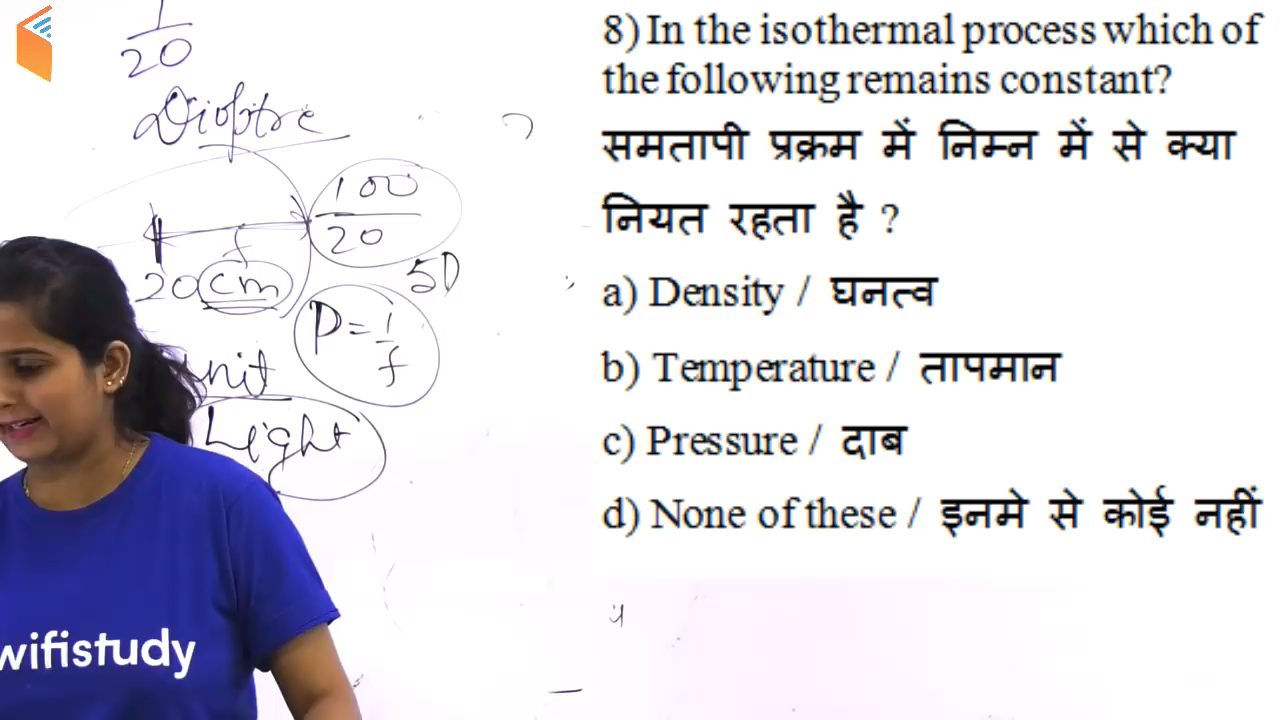 1
20
Dioptre
100
20
20 cm
5D
P = 1
f
unit
Light
wifistudy
8) In the isothermal process which of
the following remains constant?
समतापी प्रक्रम में निम्न में से क्या
नियत रहता है ?
a) Density / घनत्व
b) Temperature / तापमान
c) Pressure / दाब
d) None of these / इनमे से कोई नहीं